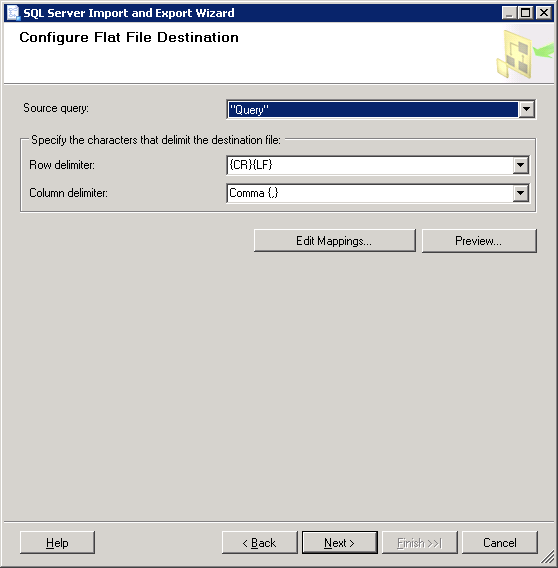 SQL Server Import and Export Wizard
Configure Flat File Destination
Source query:
"Query"
Specify the characters that delimit the destination file:
Row delimiter:
{CR}{LF}
Column delimiter:
Comma {,}
Edit Mappings...
Preview...
Help
< Back
Next >
Finish >>|
Cancel